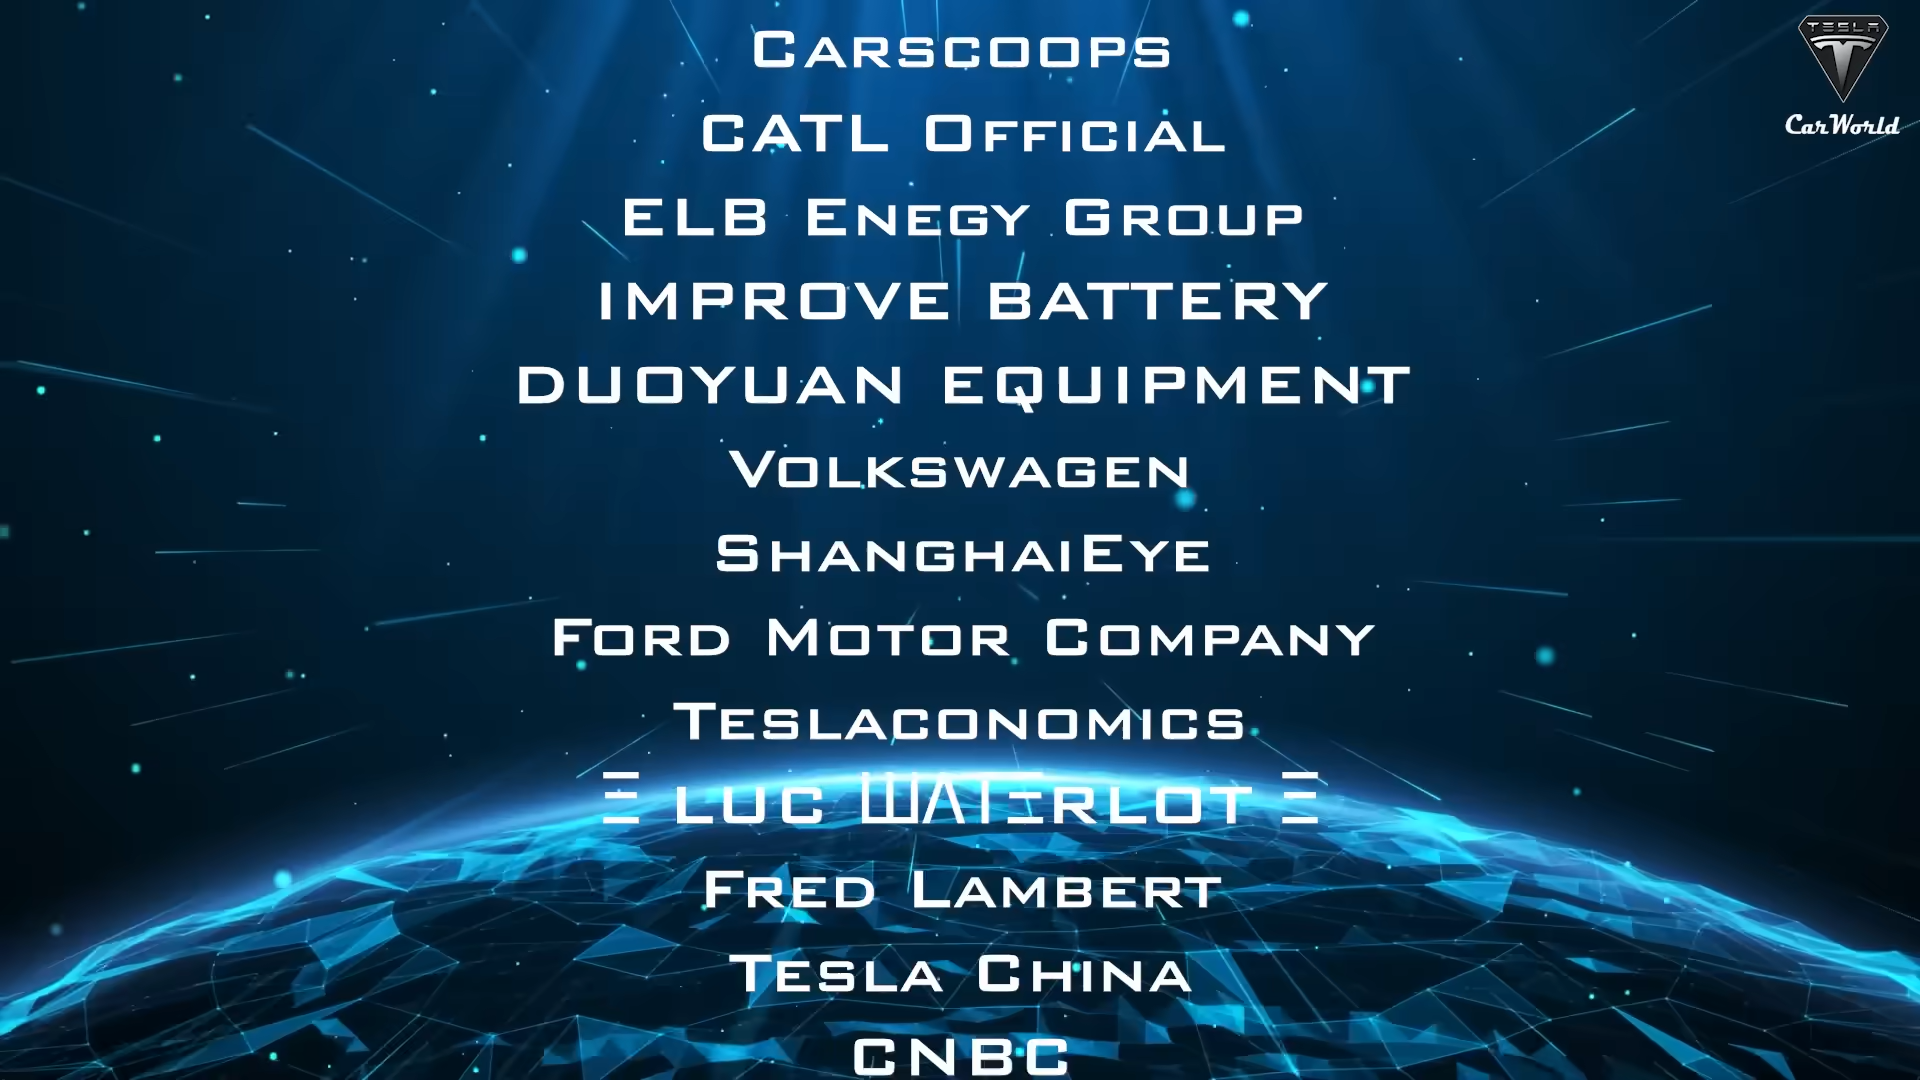 Carscoops
CATL Official
ELB Enegy Group
IMPROVE BATTERY
DUOYUAN EQUIPMENT
Volkswagen
ShanghaiEye
Ford Motor Company
Teslaconomics
Ξ LUC ШΛTΞRLOT Ξ
Fred Lambert
Tesla China
CNBC
TESLA
CarWorld